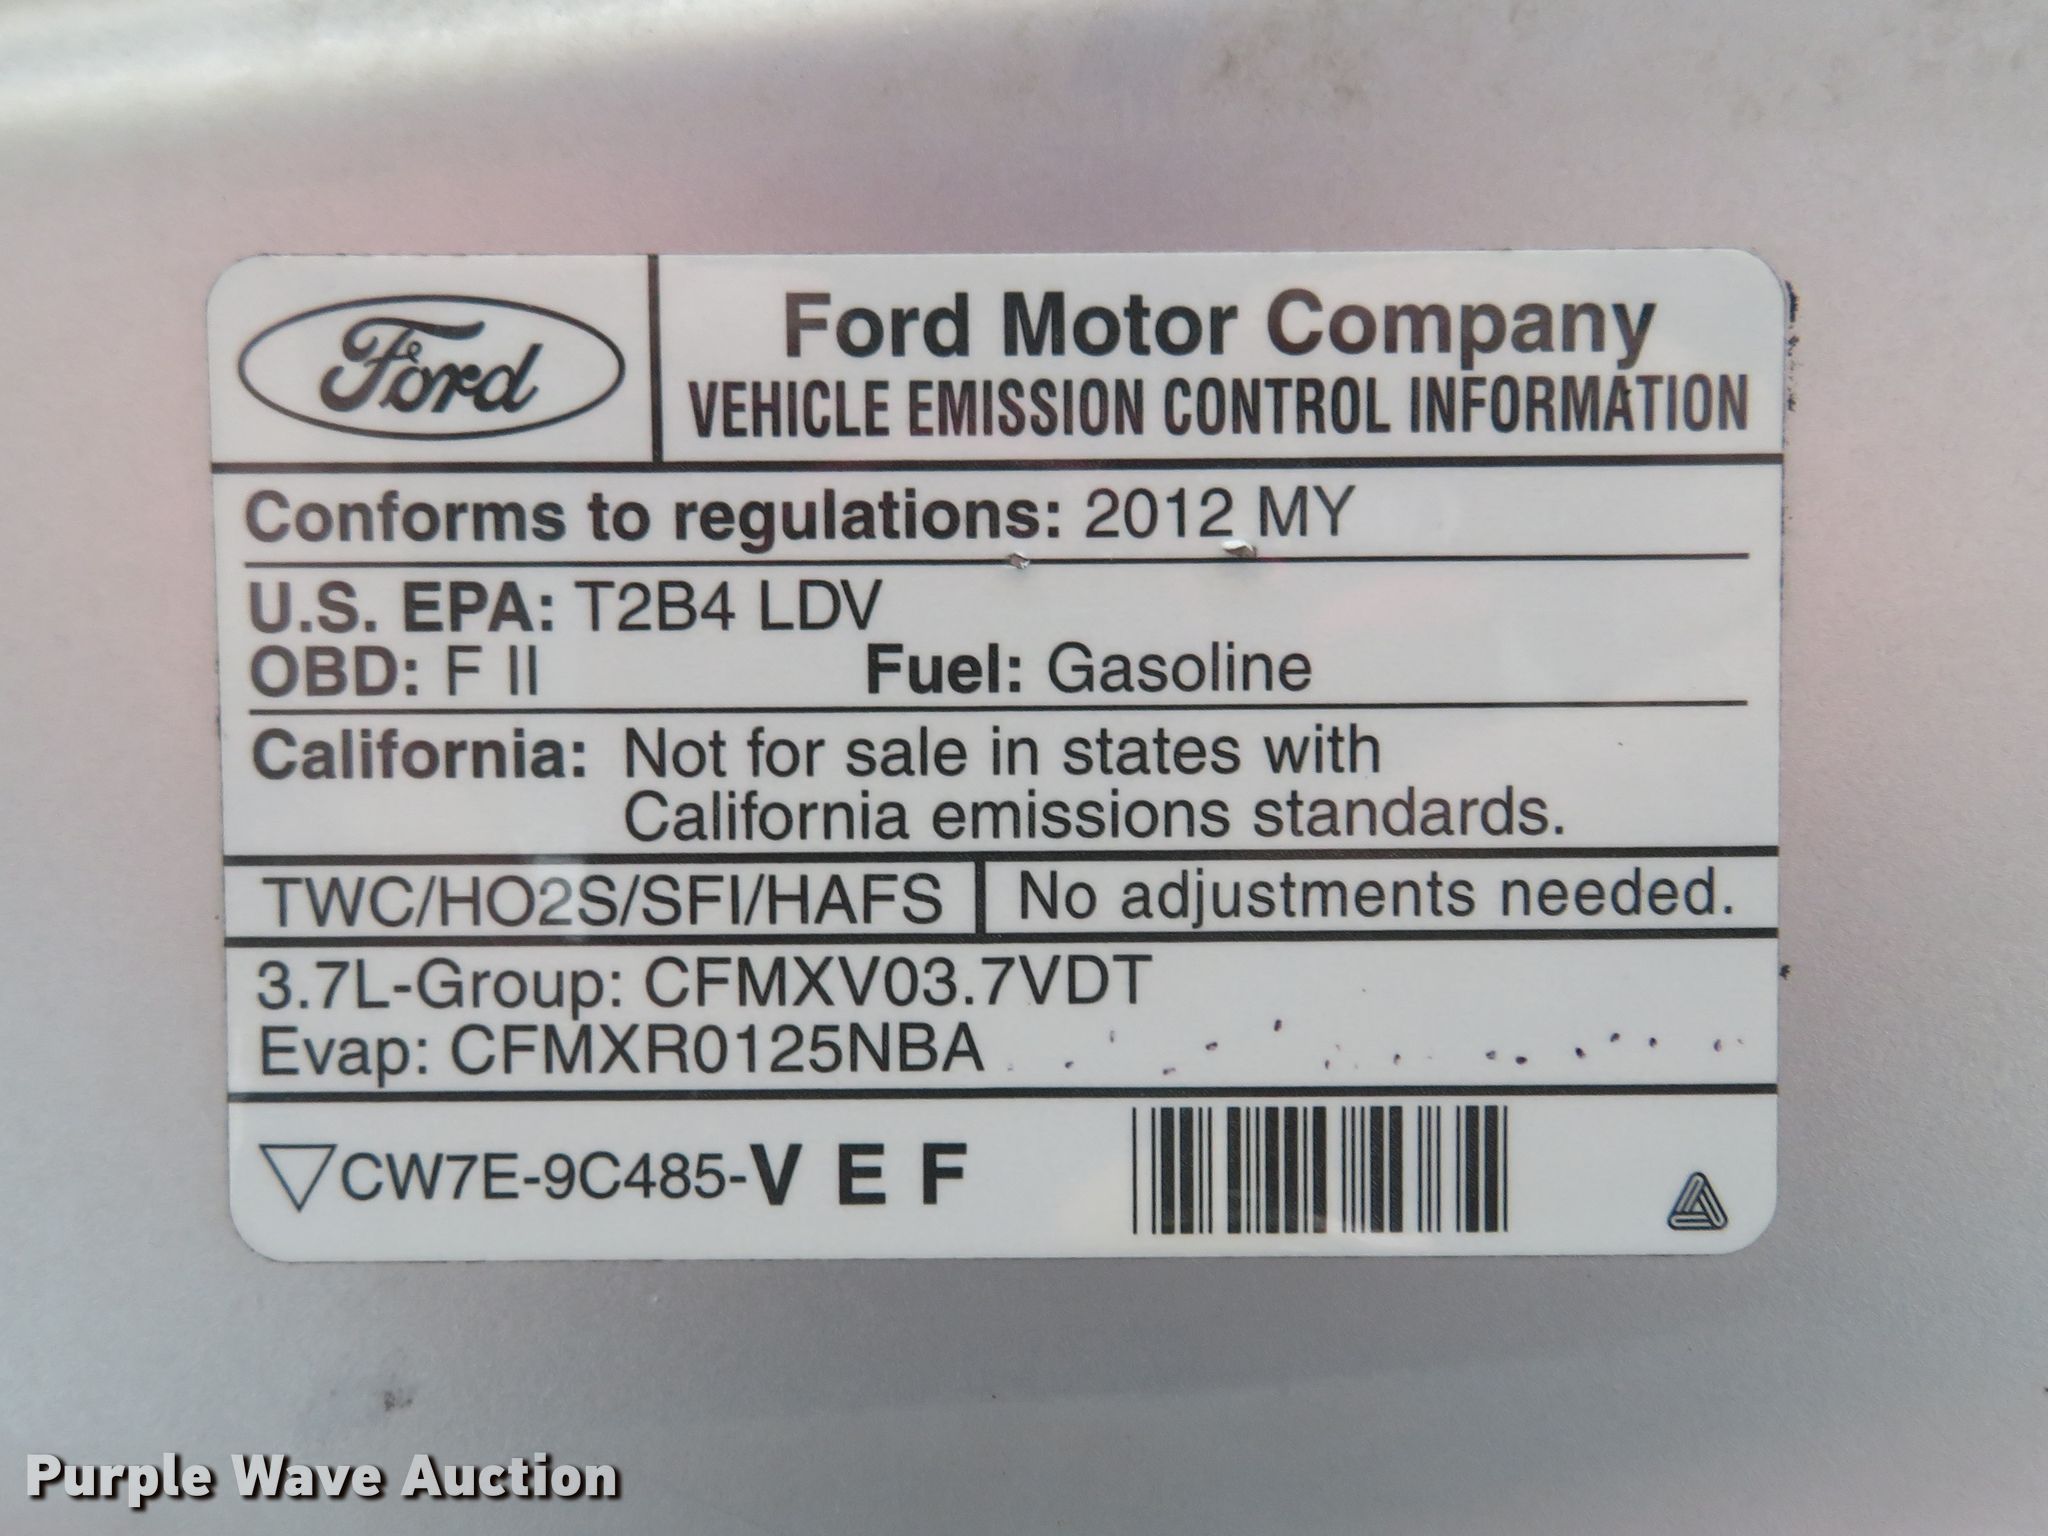 Ford
Ford Motor Company
VEHICLE EMISSION CONTROL INFORMATION
Conforms to regulations: 2012 MY
U.S. EPA: T2B4 LDV
OBD: F II Fuel: Gasoline
California: Not for sale in states with
California emissions standards.
TWC/HO2S/SFI/HAFS No adjustments needed.
3.7L-Group: CFMXV03.7VDT
Evap: CFMXR0125NBA
CW7E-9C485-V E F
Purple Wave Auction